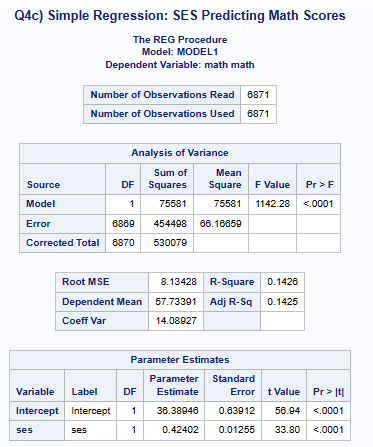 Q4c) Simple Regression: SES Predicting Math Scores
The REG Procedure
Model: MODEL1
Dependent Variable: math math
Number of Observations Read 6871
Number of Observations Used 6871
Analysis of Variance
Source DF Sum of Squares Mean Square F Value Pr > F
Model 1 75581 75581 1142.28 <.0001
Error 6869 454498 66.16659
Corrected Total 6870 530079
Root MSE 8.13428 R-Square 0.1426
Dependent Mean 57.73391 Adj R-Sq 0.1425
Coeff Var 14.08927
Parameter Estimates
Variable Label DF Parameter Estimate Standard Error t Value Pr > |t|
Intercept Intercept 1 36.38946 0.63912 56.94 <.0001
ses ses 1 0.42402 0.01255 33.80 <.0001